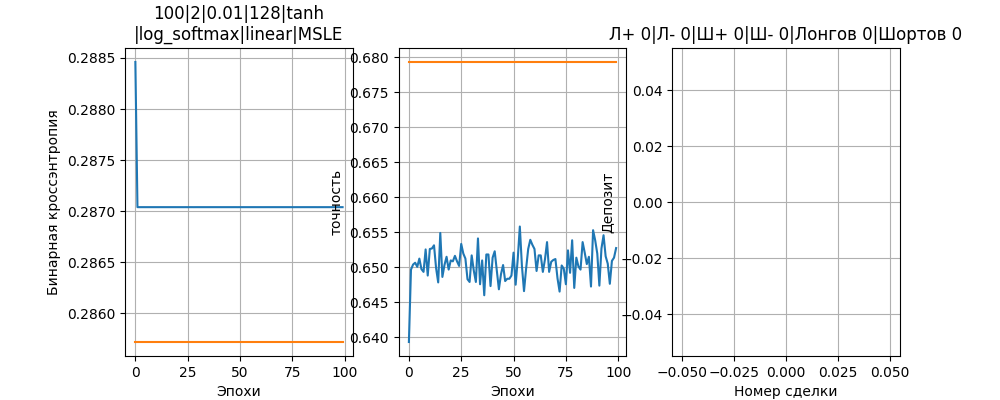 100|2|0.01|128|tanh
|log_softmax|linear|MSLE
Л+ 0|Л- 0|Ш+ 0|Ш- 0|Лонгов 0|Шортов 0
Бинарная кроссэнтропия
0.2885
0.2880
0.2875
0.2870
0.2865
0.2860
0 25 50 75 100
Эпохи
точность
0.680
0.675
0.670
0.665
0.660
0.655
0.650
0.645
0.640
0 25 50 75 100
Эпохи
Депозит
0.04
0.02
0.00
−0.02
−0.04
−0.050 −0.025 0.000 0.025 0.050
Номер сделки